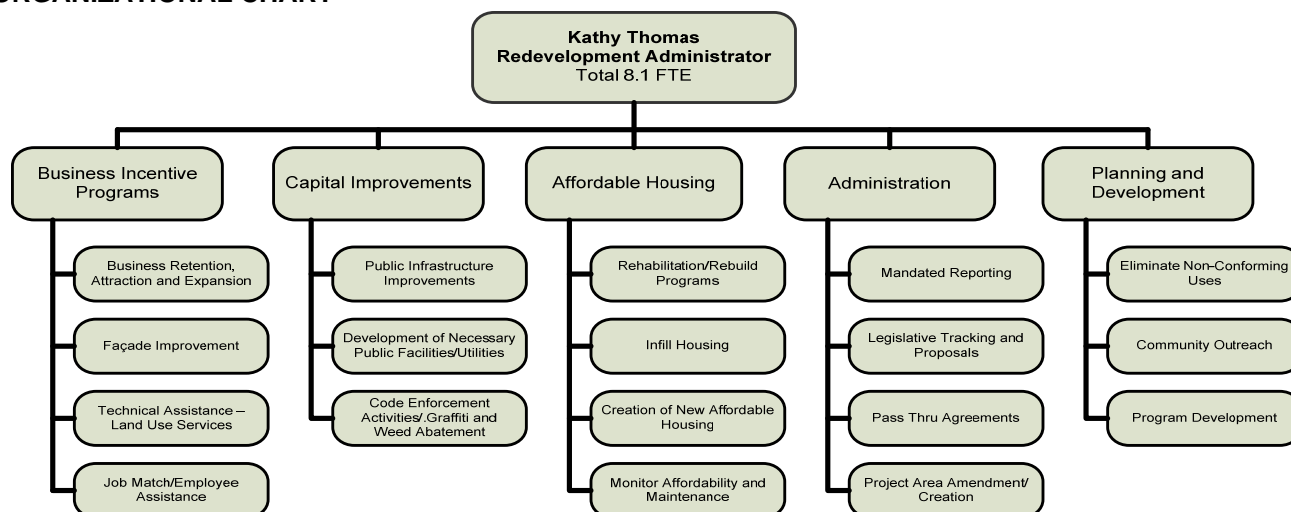 ORGANIZATIONAL CHART
Kathy Thomas
Redevelopment Administrator
Total 8.1 FTE
Business Incentive
Programs
Capital Improvements
Affordable Housing
Administration
Planning and
Development
Business Retention,
Attraction and Expansion
Façade Improvement
Technical Assistance –
Land Use Services
Job Match/Employee
Assistance
Public Infrastructure
Improvements
Development of Necessary
Public Facilities/Utilities
Code Enforcement
Activities/.Graffiti and
Weed Abatement
Rehabilitation/Rebuild
Programs
Infill Housing
Creation of New Affordable
Housing
Monitor Affordability and
Maintenance
Mandated Reporting
Legislative Tracking and
Proposals
Pass Thru Agreements
Project Area Amendment/
Creation
Eliminate Non-Conforming
Uses
Community Outreach
Program Development